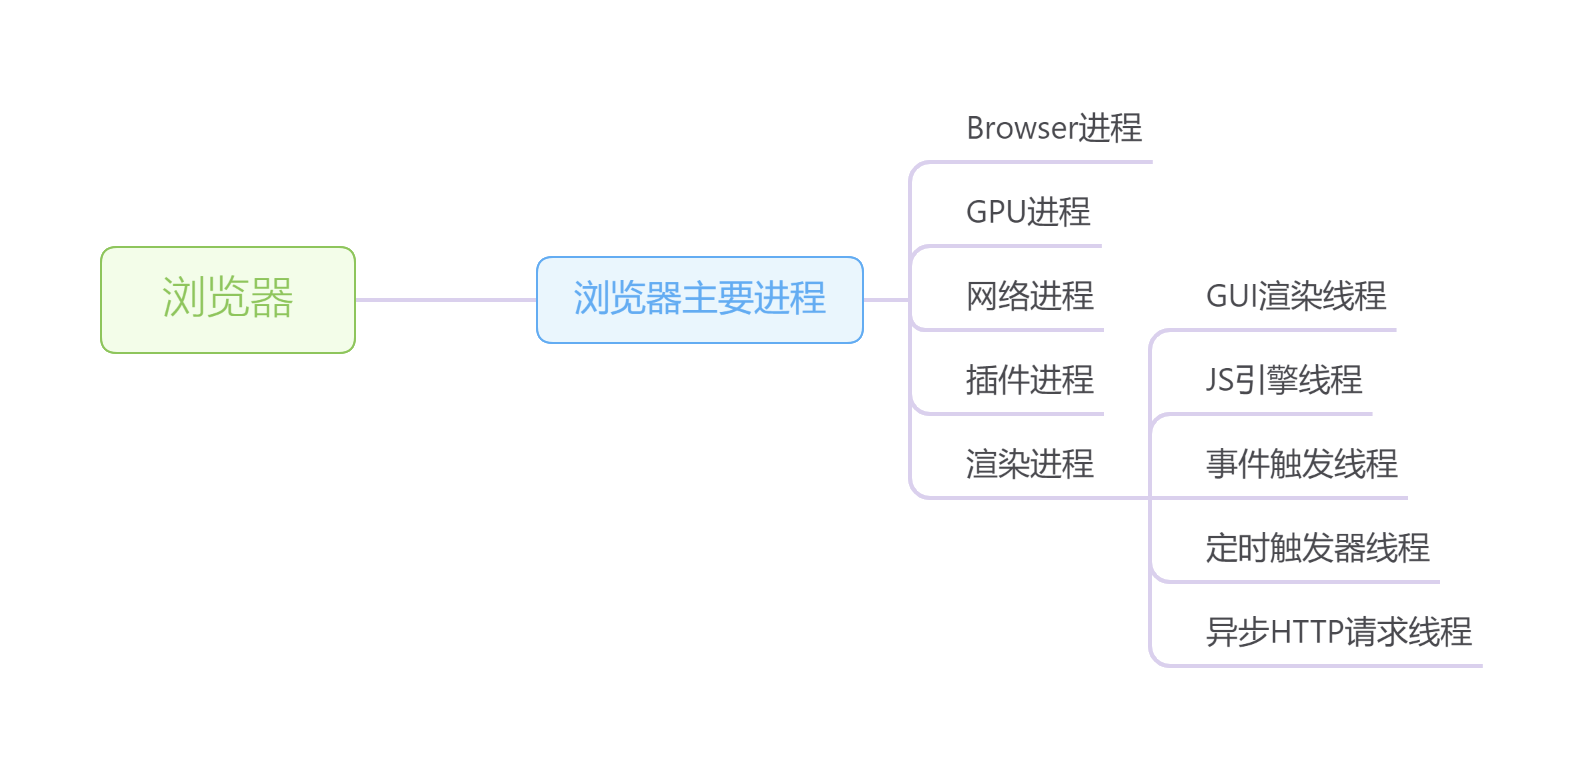 浏览器
浏览器主要进程
Browser进程
GPU进程
网络进程
插件进程
渲染进程
GUI渲染线程
JS引擎线程
事件触发线程
定时触发器线程
异步HTTP请求线程